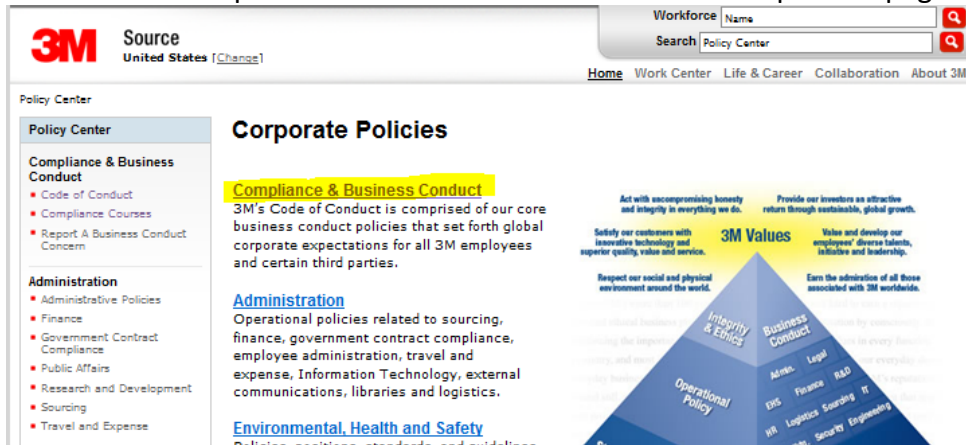 Workforce Name
3M Source
United States [Change]
Search Policy Center
Home Work Center Life & Career Collaboration About 3M
Policy Center
Policy Center
Compliance & Business
Conduct
Code of Conduct
Compliance Courses
Report A Business Conduct
Concern
Administration
Administrative Policies
Finance
Government Contract
Compliance
Public Affairs
Research and Development
Sourcing
Travel and Expense
Corporate Policies
Compliance & Business Conduct
3M's Code of Conduct is comprised of our core
business conduct policies that set forth global
corporate expectations for all 3M employees
and certain third parties.
Administration
Operational policies related to sourcing,
finance, government contract compliance,
employee administration, travel and
expense, Information Technology, external
communications, libraries and logistics.
Environmental, Health and Safety
Policies, positions, standards, and guidelines
Act with uncompromising honesty
and integrity in everything we do.
Provide our investors an attractive
return through sustainable, global growth.
Satisfy our customers with
innovative technology and
superior quality, value and service.
3M Values
Value and develop our
employees' diverse talents,
initiative and leadership.
Respect our social and physical
environment around the world.
Earn the admiration of all those
associated with 3M worldwide.
Integrity
& Ethics
Business
Conduct
Operational
Policy
Admin. Legal
EHS Finance R&D
HR Logistics Sourcing IT
Security Engineering